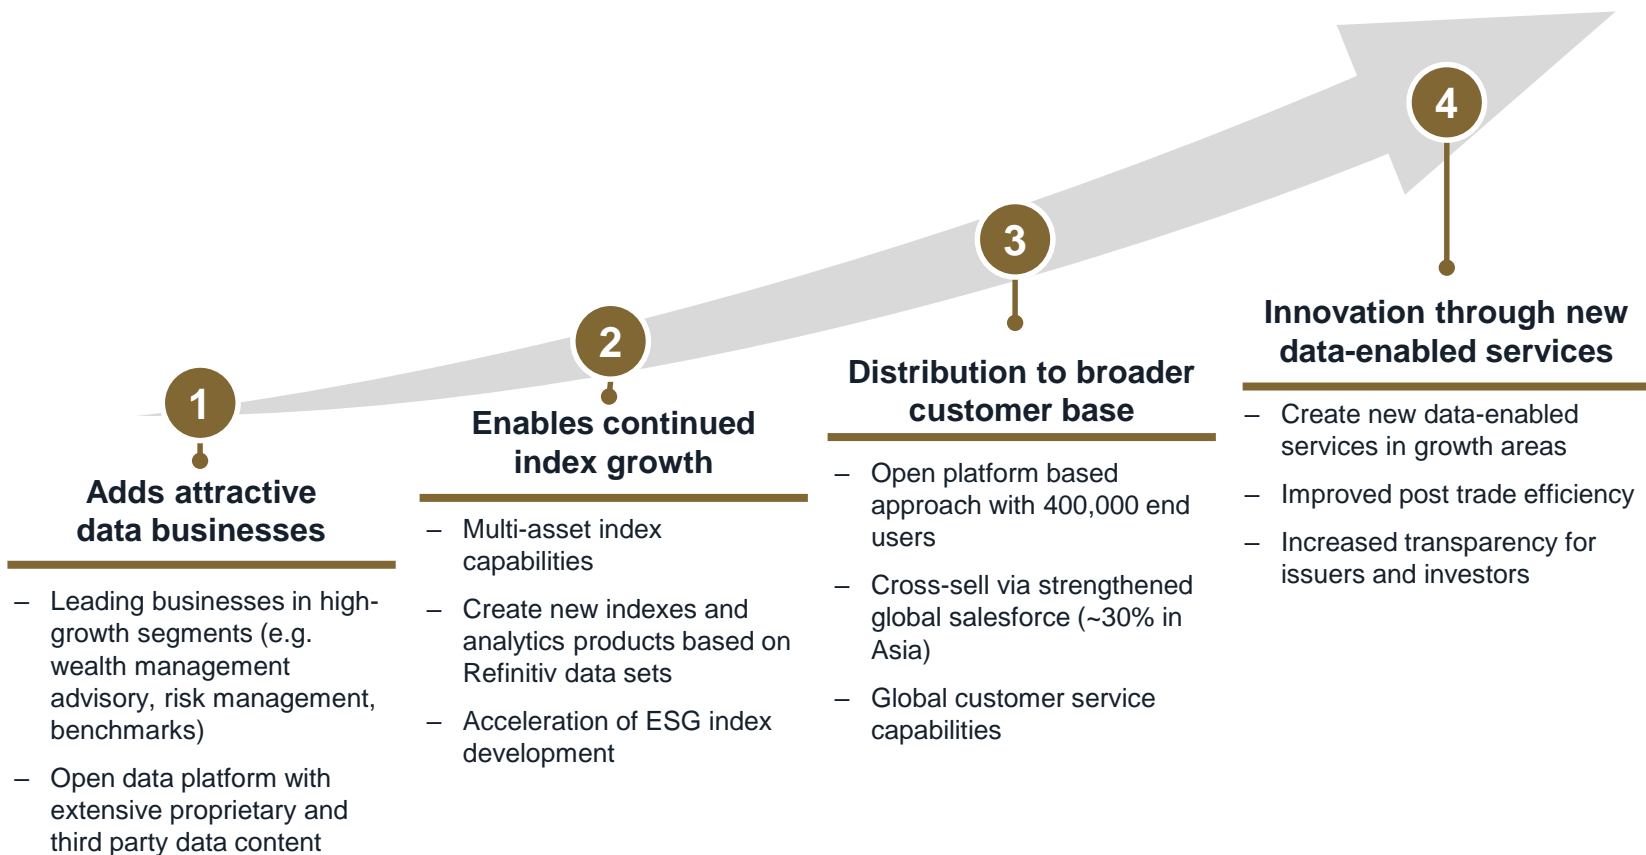 1
Adds attractive
data businesses
– Leading businesses in high-
growth segments (e.g.
wealth management
advisory, risk management,
benchmarks)
– Open data platform with
extensive proprietary and
third party data content
2
Enables continued
index growth
– Multi-asset index
capabilities
– Create new indexes and
analytics products based on
Refinitiv data sets
– Acceleration of ESG index
development
3
Distribution to broader
customer base
– Open platform based
approach with 400,000 end
users
– Cross-sell via strengthened
global salesforce (~30% in
Asia)
– Global customer service
capabilities
4
Innovation through new
data-enabled services
– Create new data-enabled
services in growth areas
– Improved post trade efficiency
– Increased transparency for
issuers and investors